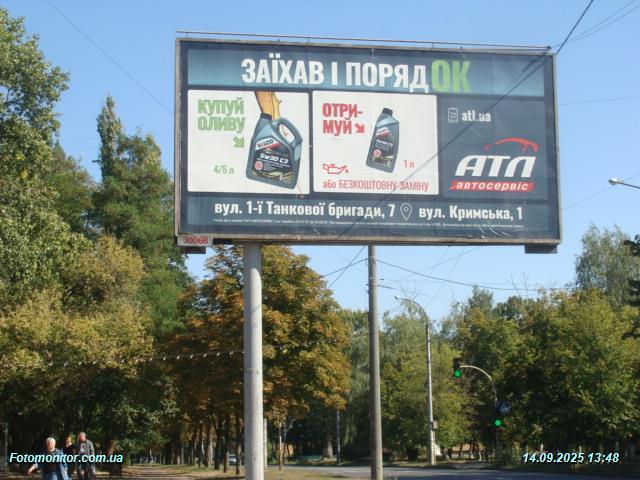 ЗАЇХАВ І ПОРЯДОК
КУПУЙ
ОЛИВУ
4/5 л
5W30 C3
ОТРИ-
МУЙ
1 л
або БЕЗКОШТОВНУ ЗАМІНУ
atl.ua
АТЛ
автосервіс
вул. 1-ї Танкової бригади, 7 вул. Кримська, 1
3006B
Fotomonitor.com.ua
14.09.2025 13:48